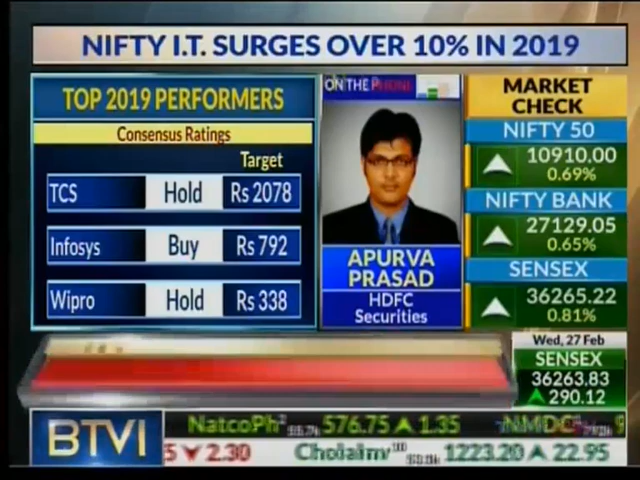 NIFTY I.T. SURGES OVER 10% IN 2019
TOP 2019 PERFORMERS
Consensus Ratings
Target
TCS Hold Rs 2078
Infosys Buy Rs 792
Wipro Hold Rs 338
ON THE PHONE
APURVA
PRASAD
HDFC
Securities
MARKET
CHECK
NIFTY 50
10910.00
0.69%
NIFTY BANK
27129.05
0.65%
SENSEX
36265.22
0.81%
Wed, 27 Feb
SENSEX
36263.83
290.12
BTVI
NatcoPh 576.75 1.35 NMDC
5 2.30 Cholainv 1223.20 22.95